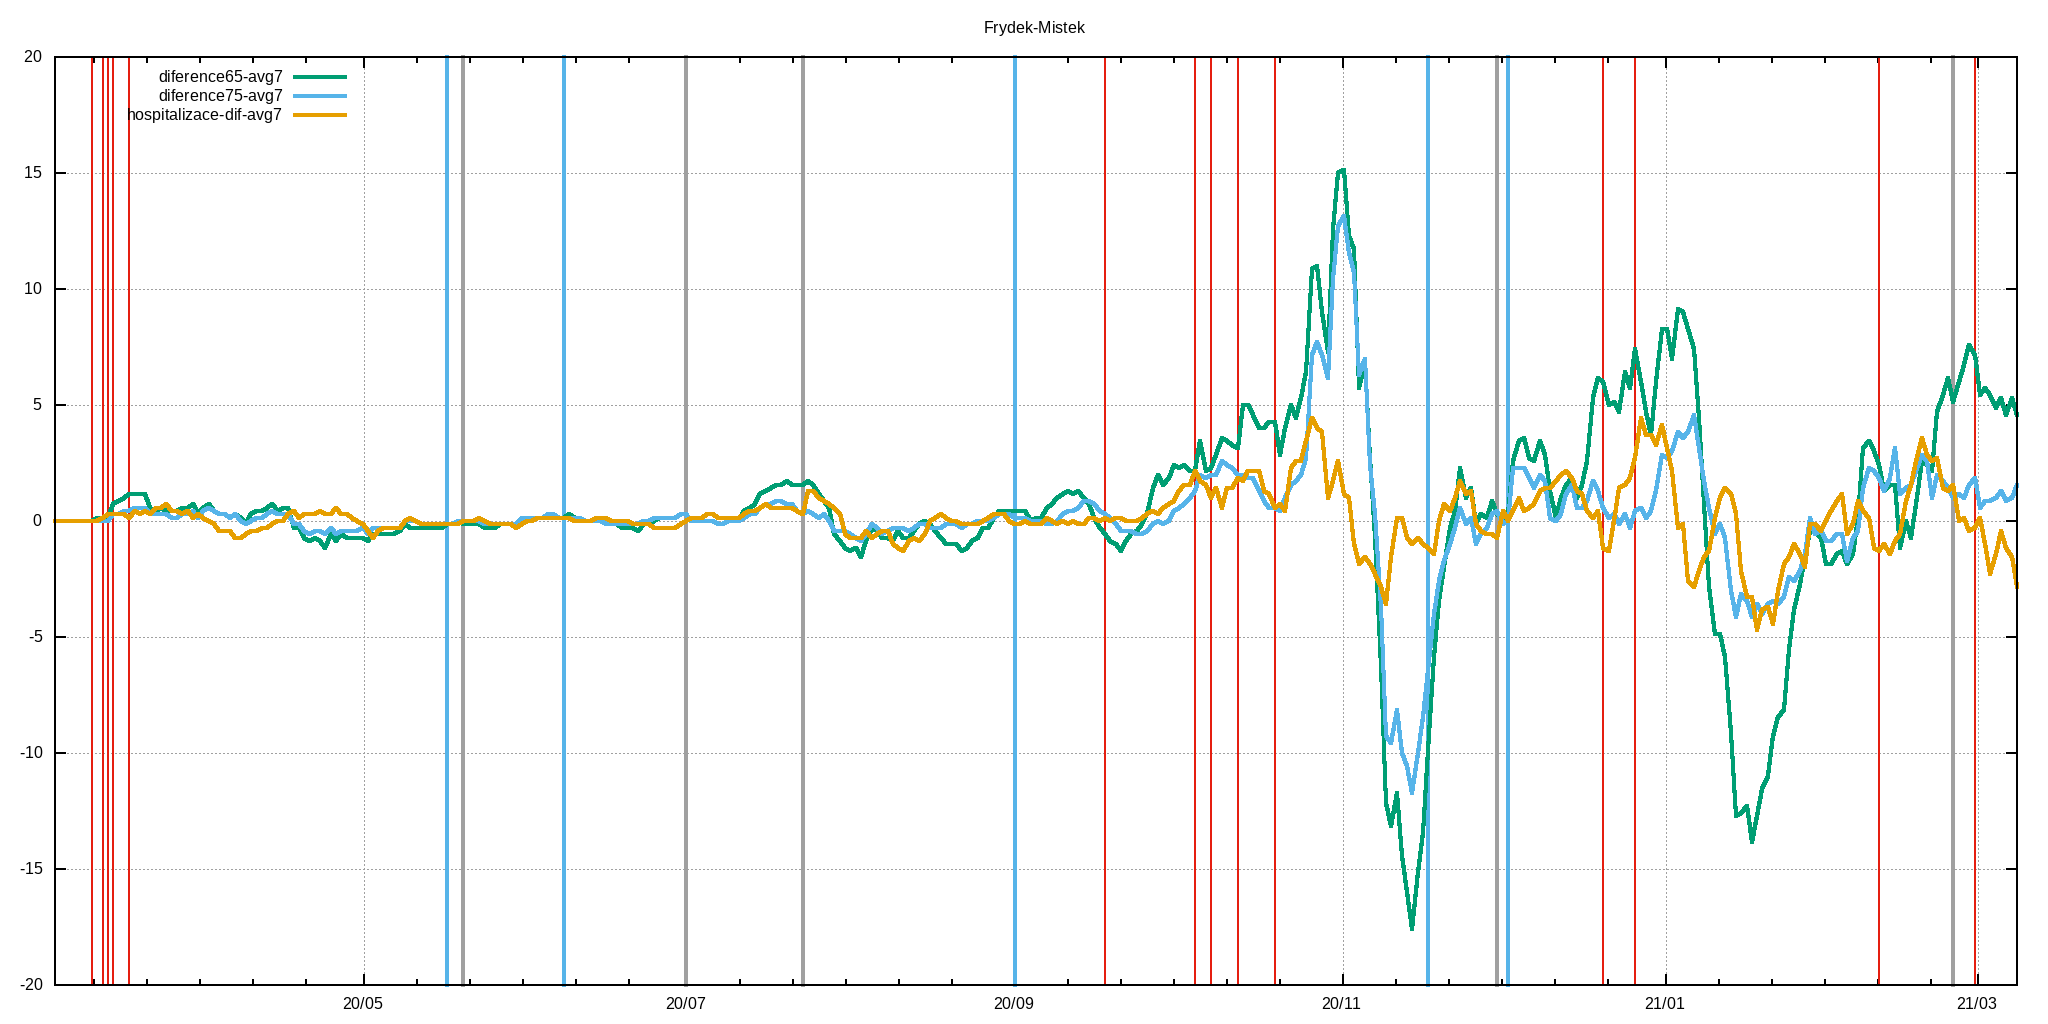 Frydek-Mistek
20
diference65-avg7
diference75-avg7
hospitalizace-dif-avg7
15
10
5
0
-5
-10
-15
-20
20/05 20/07 20/09 20/11 21/01 21/03